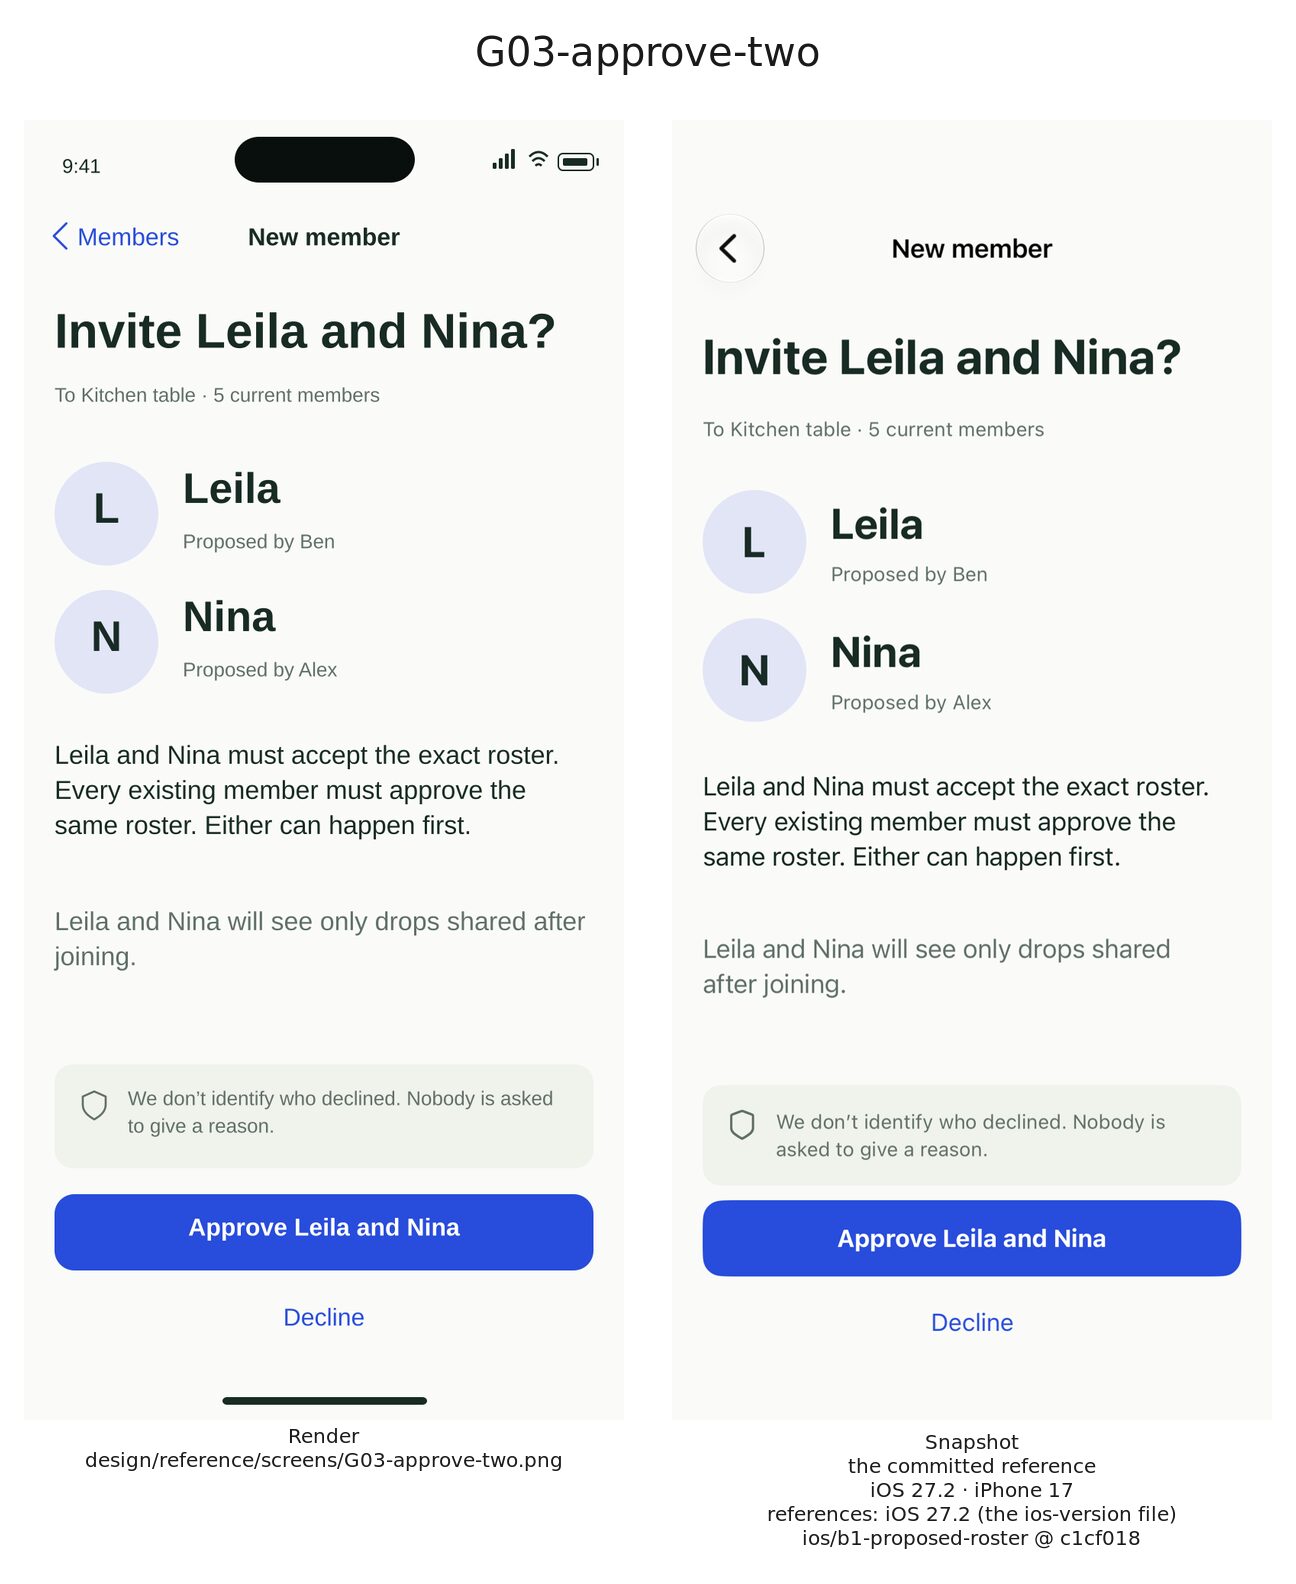 G03-approve-two
9:41
Members
New member
Invite Leila and Nina?
To Kitchen table · 5 current members
L
Leila
Proposed by Ben
N
Nina
Proposed by Alex
Leila and Nina must accept the exact roster.
Every existing member must approve the
same roster. Either can happen first.
Leila and Nina will see only drops shared after
joining.
We don’t identify who declined. Nobody is asked
to give a reason.
Approve Leila and Nina
Decline
Render
design/reference/screens/G03-approve-two.png
New member
Invite Leila and Nina?
To Kitchen table · 5 current members
L
Leila
Proposed by Ben
N
Nina
Proposed by Alex
Leila and Nina must accept the exact roster.
Every existing member must approve the
same roster. Either can happen first.
Leila and Nina will see only drops shared
after joining.
We don’t identify who declined. Nobody is
asked to give a reason.
Approve Leila and Nina
Decline
Snapshot
the committed reference
iOS 27.2 · iPhone 17
references: iOS 27.2 (the ios-version file)
ios/b1-proposed-roster @ c1cf018